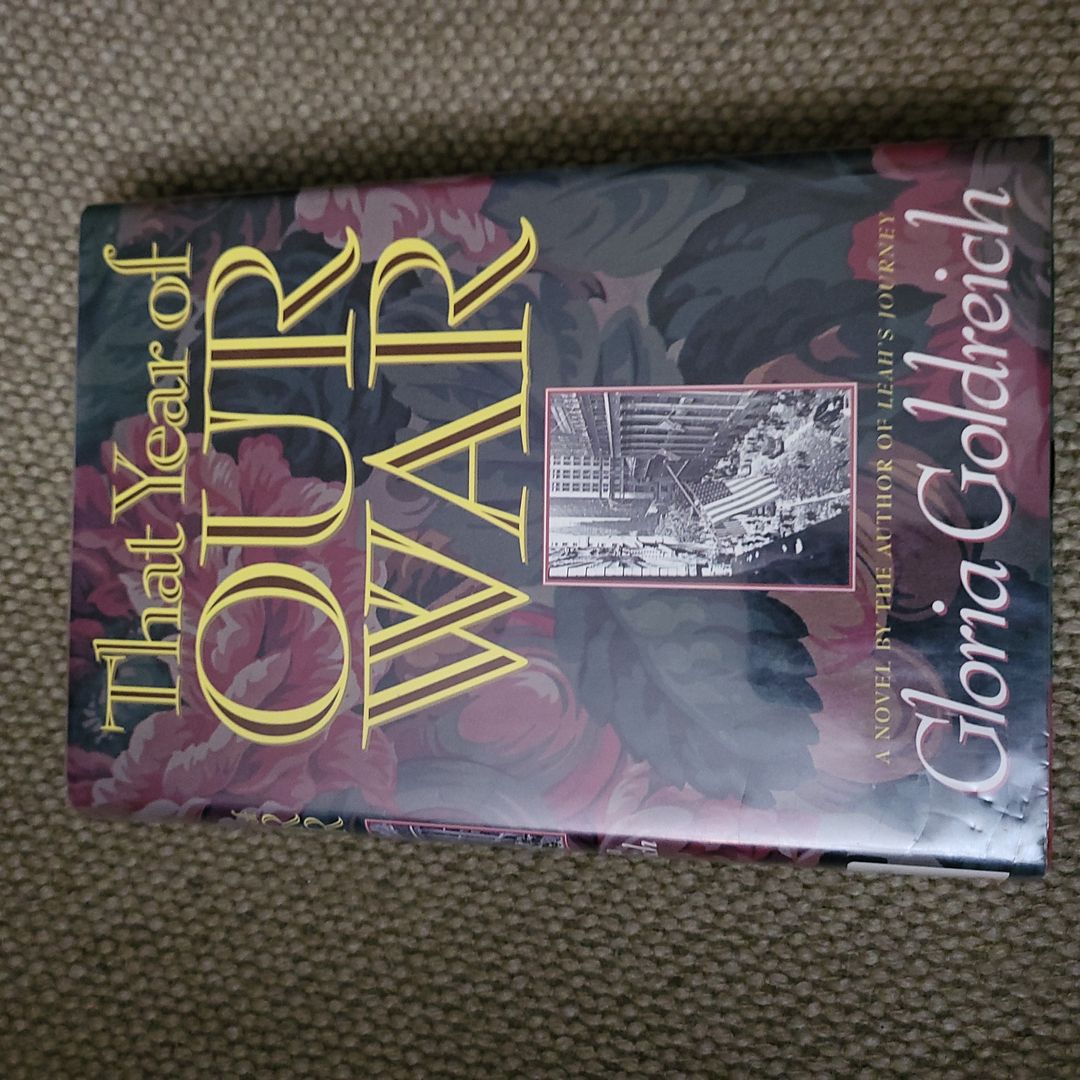 That Year of
OUR
WAR
A NOVEL BY THE AUTHOR OF LEAH'S JOURNEY
Gloria Goldreich